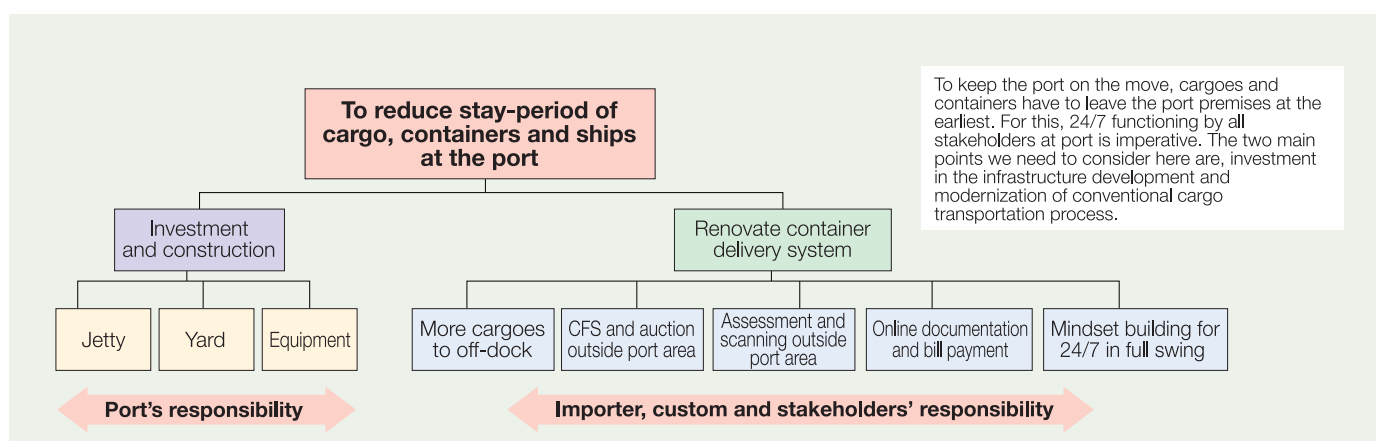 To reduce stay-period of
cargo, containers and ships
at the port
To keep the port on the move, cargoes and
containers have to leave the port premises at the
earliest. For this, 24/7 functioning by all
stakeholders at port is imperative. The two main
points we need to consider here are, investment
in the infrastructure development and
modernization of conventional cargo
transportation process.
Investment
and construction
Renovate container
delivery system
Jetty
Yard
Equipment
More cargoes
to off-dock
CFS and auction
outside port area
Assessment and
scanning outside
port area
Online documentation
and bill payment
Mindset building for
24/7 in full swing
Port's responsibility
Importer, custom and stakeholders' responsibility